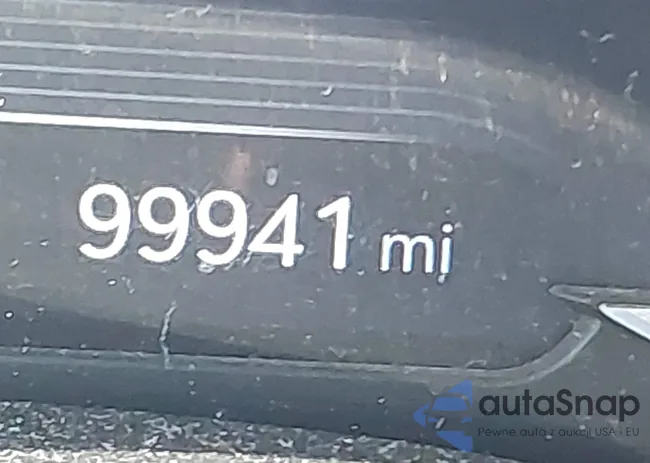 99941 mi
autaSnap
Pewne auta z aukcji USA - EU